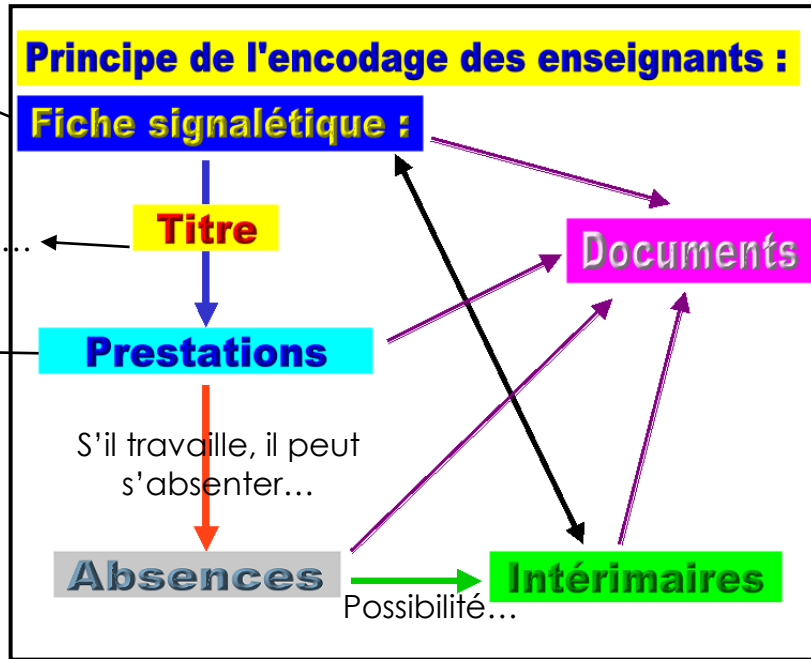 Principe de l'encodage des enseignants :
Fiche signalétique :
Titre
...
Documents
Prestations
S’il travaille, il peut
s’absenter…
Absences
Intérimaires
Possibilité…